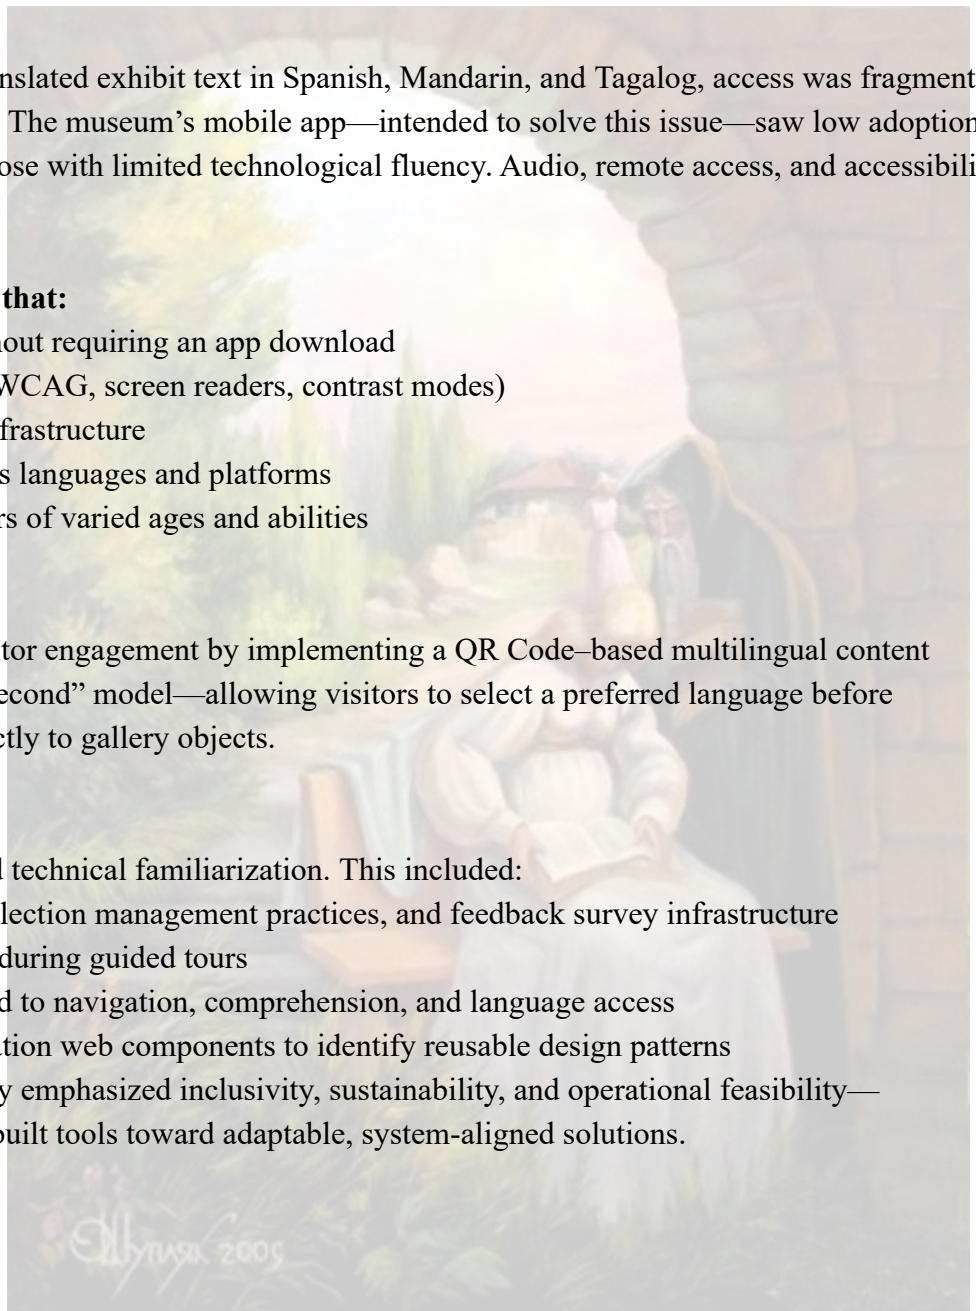 nslated exhibit text in Spanish, Mandarin, and Tagalog, access was fragment
The museum’s mobile app—intended to solve this issue—saw low adoption
ose with limited technological fluency. Audio, remote access, and accessibili
that:
out requiring an app download
WCAG, screen readers, contrast modes)
frastructure
s languages and platforms
rs of varied ages and abilities
tor engagement by implementing a QR Code–based multilingual content
econd” model—allowing visitors to select a preferred language before
ctly to gallery objects.
technical familiarization. This included:
lection management practices, and feedback survey infrastructure
during guided tours
d to navigation, comprehension, and language access
ation web components to identify reusable design patterns
y emphasized inclusivity, sustainability, and operational feasibility—
built tools toward adaptable, system-aligned solutions.
2005